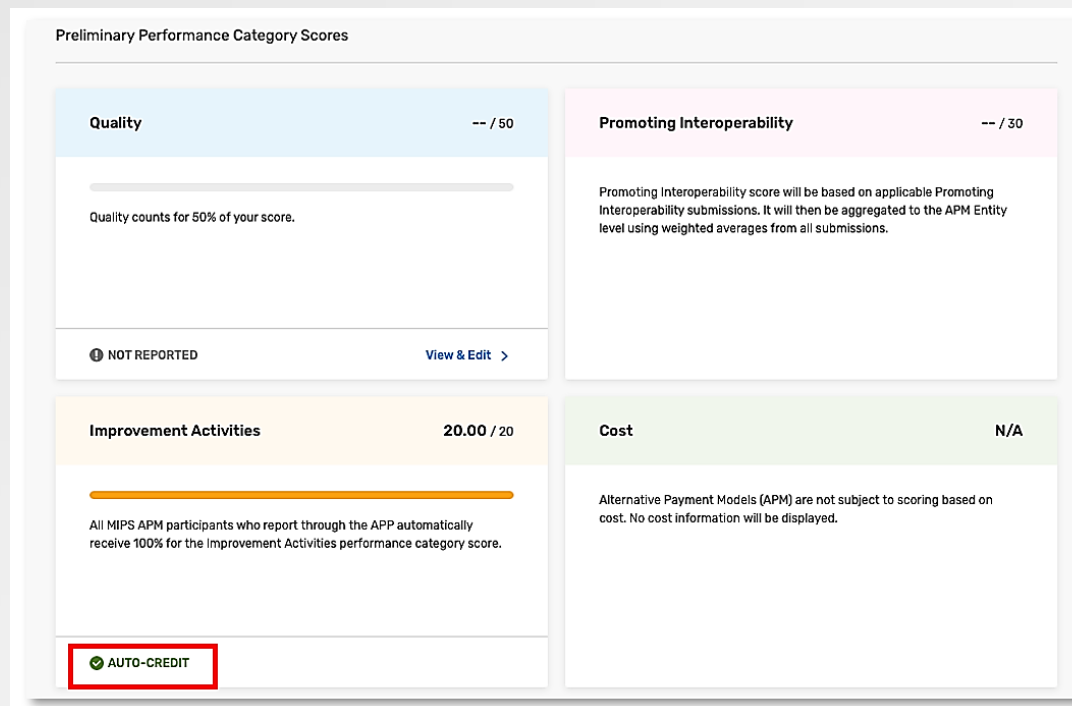 Preliminary Performance Category Scores
Quality
-- / 50
Quality counts for 50% of your score.
NOT REPORTED
View & Edit >
Promoting Interoperability
-- / 30
Promoting Interoperability score will be based on applicable Promoting
Interoperability submissions. It will then be aggregated to the APM Entity
level using weighted averages from all submissions.
Improvement Activities
20.00 / 20
All MIPS APM participants who report through the APP automatically
receive 100% for the Improvement Activities performance category score.
AUTO-CREDIT
Cost
N/A
Alternative Payment Models (APM) are not subject to scoring based on
cost. No cost information will be displayed.